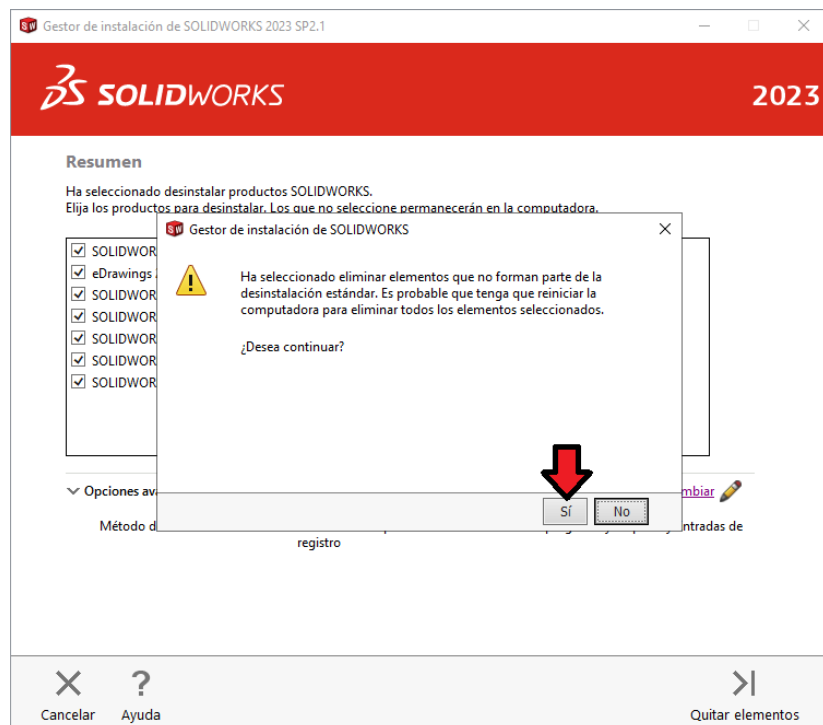 Gestor de instalación de SOLIDWORKS 2023 SP2.1
SOLIDWORKS
2023
Resumen
Ha seleccionado desinstalar productos SOLIDWORKS.
Elija los productos para desinstalar. Los que no seleccione permanecerán en la computadora.
Gestor de instalación de SOLIDWORKS
SOLIDWOR
eDrawings
SOLIDWOR
SOLIDWOR
SOLIDWOR
SOLIDWOR
SOLIDWOR
Ha seleccionado eliminar elementos que no forman parte de la
desinstalación estándar. Es probable que tenga que reiniciar la
computadora para eliminar todos los elementos seleccionados.
¿Desea continuar?
Sí No
Opciones av mbiar
Método d ntradas de
registro
Cancelar Ayuda Quitar elementos